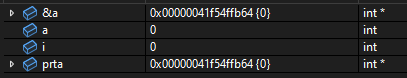 &a 0x00000041f54ffb64 {0} int *
a 0 int
i 0 int
prta 0x00000041f54ffb64 {0} int *